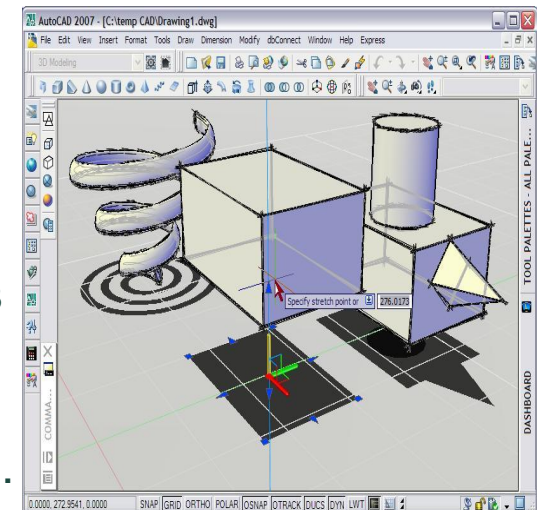 AutoCAD 2007 - [C:\temp CAD\Drawing1.dwg]
File Edit View Insert Format Tools Draw Dimension Modify dbConnect Window Help Express
3D Modeling
TOOL PALETTES - ALL PALE...
Specify stretch point or 276.0173
COMMA...
DASHBOARD
0.0000, 272.9541, 0.0000 SNAP GRID ORTHO POLAR OSNAP OTRACK DUCS DYN LWT